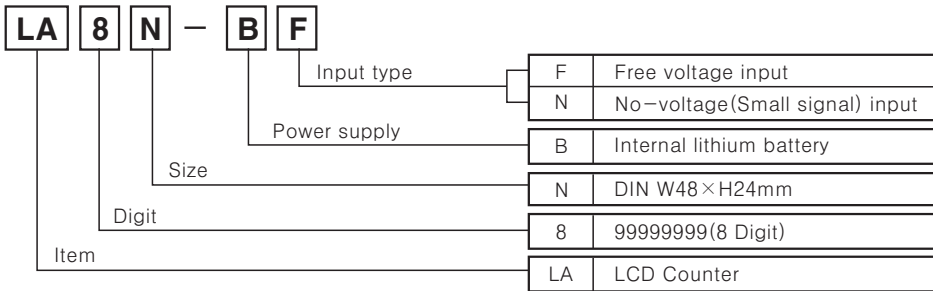 LA 8 N － B F
Input type
F Free voltage input
N No－voltage(Small signal) input
Power supply
B Internal lithium battery
Size
N DIN W48×H24mm
Digit
8 99999999(8 Digit)
Item
LA LCD Counter